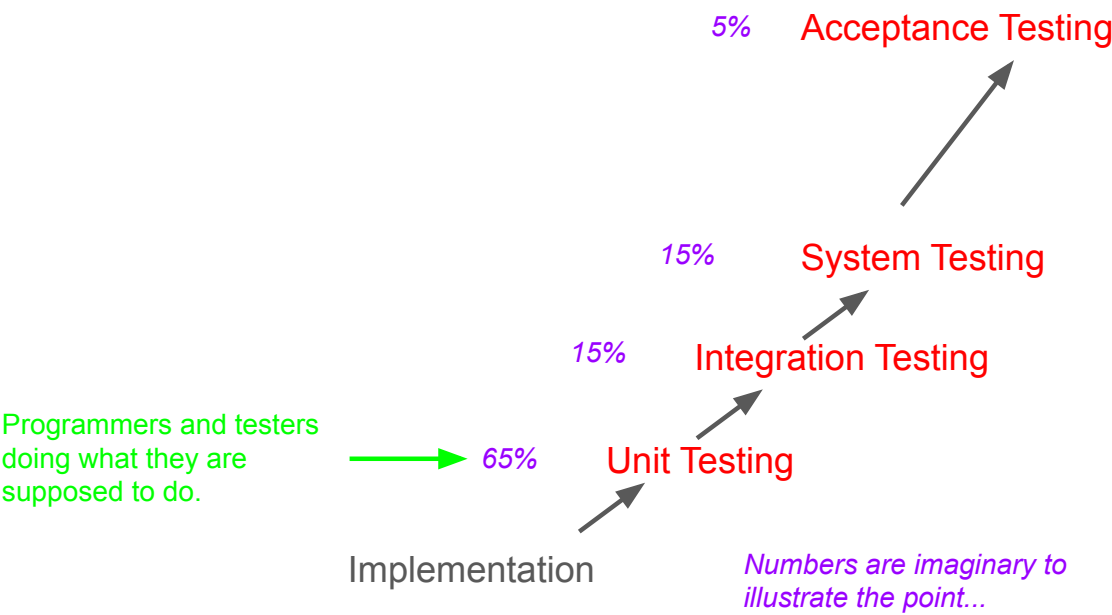 5% Acceptance Testing
15% System Testing
15% Integration Testing
Programmers and testers
doing what they are
supposed to do.
65% Unit Testing
Implementation
Numbers are imaginary to
illustrate the point...